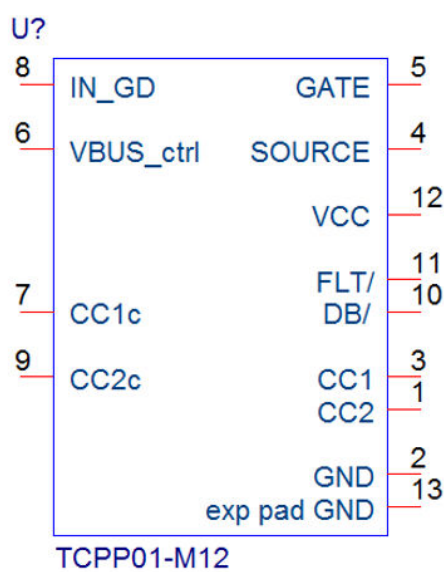 U?
8 IN_GD GATE 5
6 VBUS_ctrl SOURCE 4
VCC 12
FLT/ 11
7 CC1c DB/ 10
9 CC2c CC1 3
CC2 1
GND 2
exp pad GND 13
TCPP01-M12